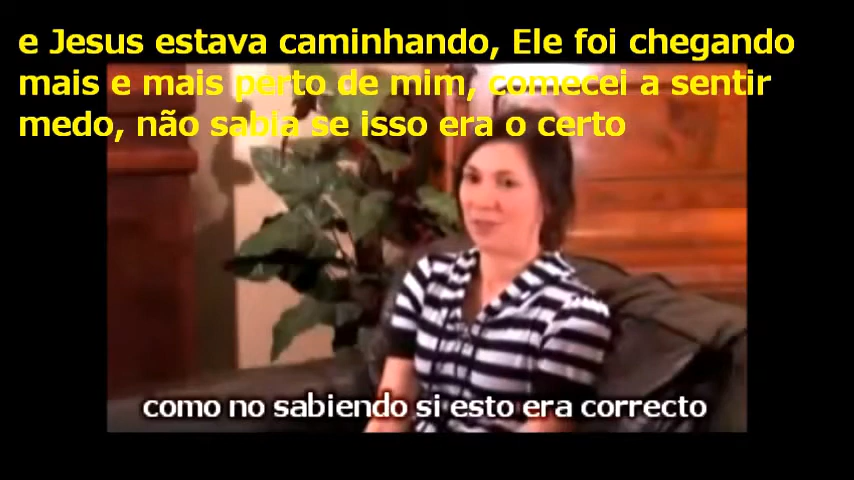 e Jesus estava caminhando, Ele foi chegando
mais e mais perto de mim, comecei a sentir
medo, não sabia se isso era o certo
como no sabiendo si esto era correcto